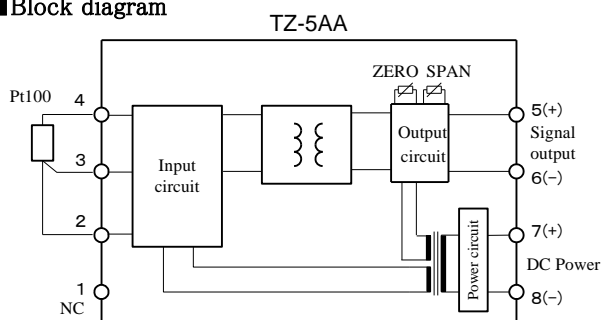 Block diagram
TZ-5AA
ZERO SPAN
Pt100
4
3
2
1
NC
Input
circuit
Output
circuit
Power circuit
5(+)
Signal
output
6(−)
7(+)
DC Power
8(−)